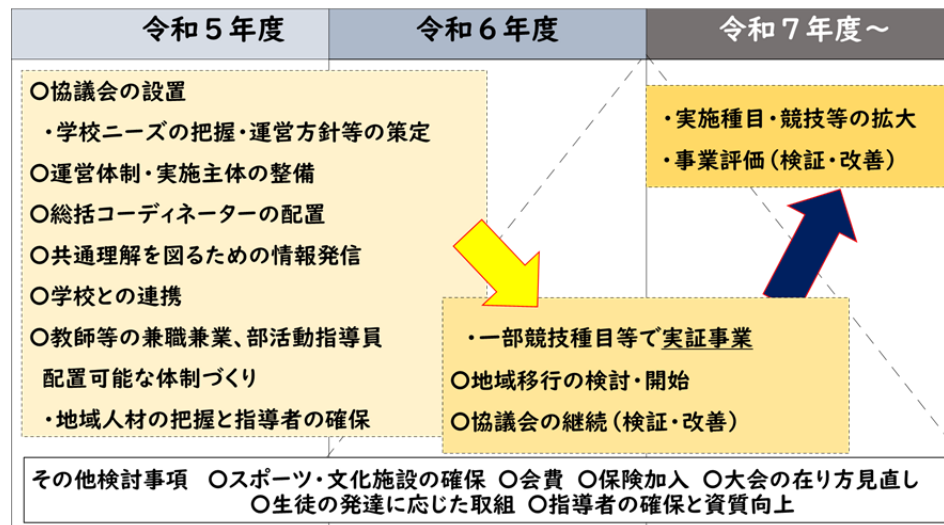 令和5年度
令和6年度
令和7年度～
〇協議会の設置
・学校ニーズの把握・運営方針等の策定
〇運営体制・実施主体の整備
〇総括コーディネーターの配置
〇共通理解を図るための情報発信
〇学校との連携
〇教師等の兼職兼業、部活動指導員
配置可能な体制づくり
・地域人材の把握と指導者の確保
・一部競技種目等で実証事業
〇地域移行の検討・開始
〇協議会の継続（検証・改善）
・実施種目・競技等の拡大
・事業評価（検証・改善）
その他検討事項 〇スポーツ・文化施設の確保 〇会費 〇保険加入 〇大会の在り方見直し
〇生徒の発達に応じた取組 〇指導者の確保と資質向上